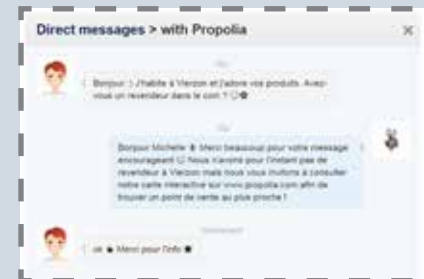 Direct messages > with Propolia ×
Bonjour :) J'habite à Vierzon et j'adore vos produits. Avez-
vous un revendeur dans le coin ?
Bonjour Michelle Merci beaucoup pour votre message
encourageant Nous n'avons pour l'instant pas de
revendeur à Vierzon mais nous vous invitons à consulter
notre carte interactive sur www.propolia.com afin de
trouver un point de vente au plus proche !
ok Merci pour l'info